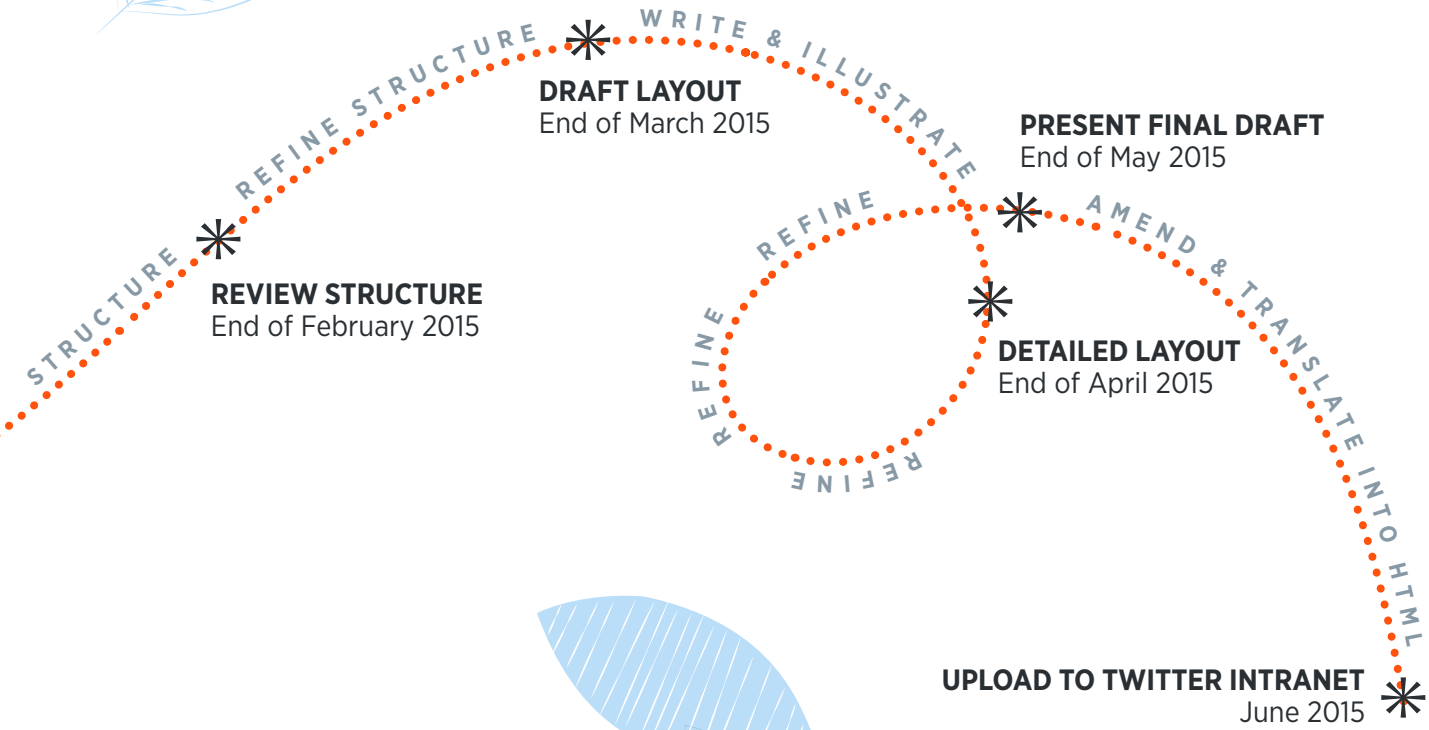 STRUCTURE
REVIEW STRUCTURE
End of February 2015
REFINE STRUCTURE
DRAFT LAYOUT
End of March 2015
WRITE & ILLUSTRATE
DETAILED LAYOUT
End of April 2015
REFINE
REFINE
REFINE
PRESENT FINAL DRAFT
End of May 2015
AMEND & TRANSLATE INTO HTML
UPLOAD TO TWITTER INTRANET
June 2015